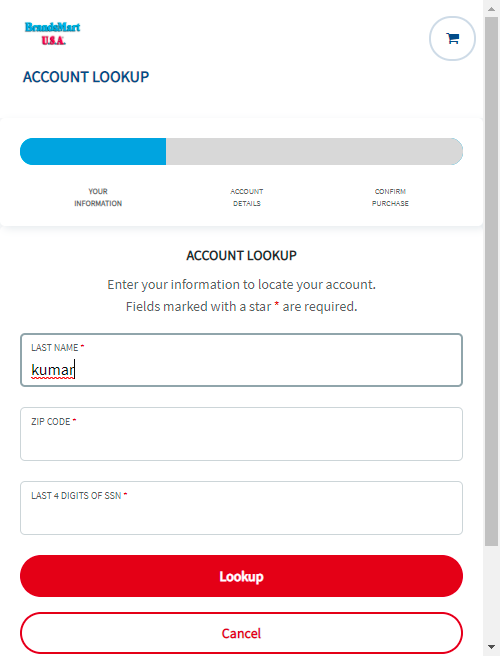 BrandsMart
U.S.A.
ACCOUNT LOOKUP
YOUR
INFORMATION
ACCOUNT
DETAILS
CONFIRM
PURCHASE
ACCOUNT LOOKUP
Enter your information to locate your account.
Fields marked with a star * are required.
LAST NAME *
kumar
ZIP CODE *
LAST 4 DIGITS OF SSN *
Lookup
Cancel